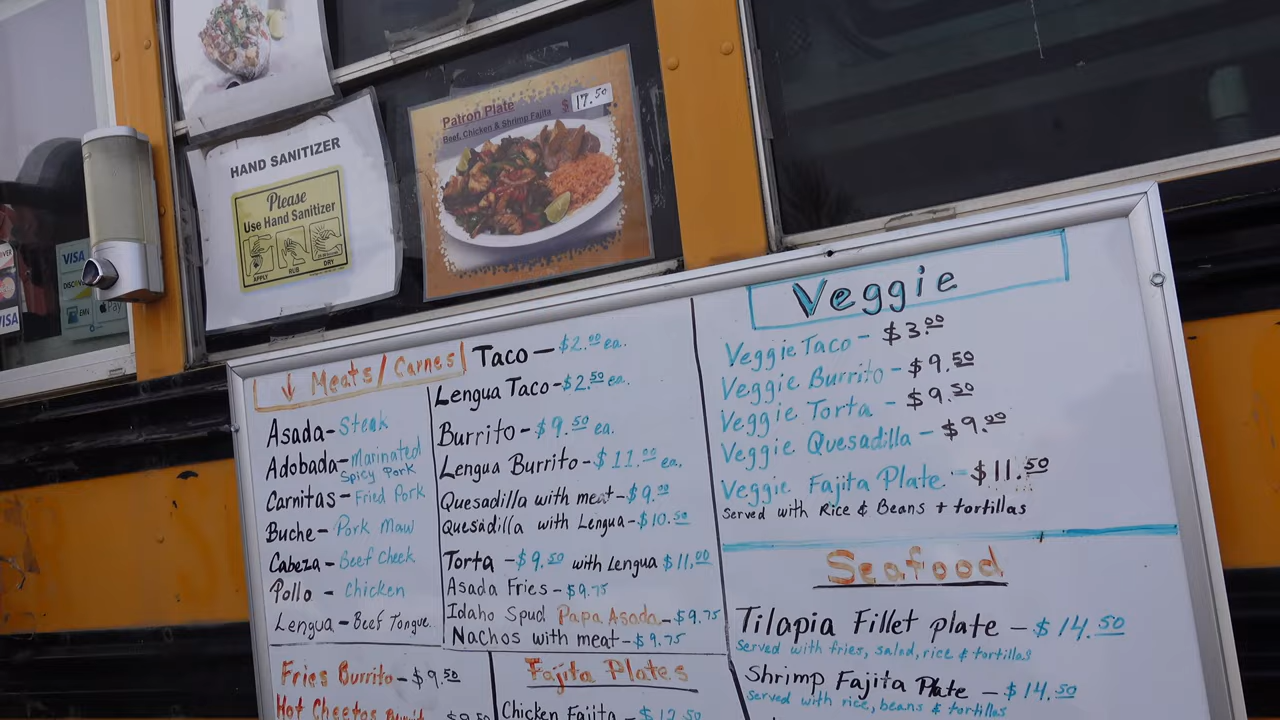 HAND SANITIZER
Please
Use Hand Sanitizer
APPLY
RUB
DRY
Patron Plate
$ 17.50
Beef, Chicken & Shrimp Fajita
VISA
VISA
↓ Meats/Carnes
Asada - Steak
Adobada - Marinated
Spicy Pork
Carnitas - Fried Pork
Buche - Pork Maw
Cabeza - Beef Cheek
Pollo - Chicken
Lengua - Beef Tongue
Taco - $2.00 ea.
Lengua Taco - $2.50 ea.
Burrito - $9.50 ea.
Lengua Burrito - $11.00 ea.
Quesadilla with meat - $9.00
Quesadilla with Lengua - $10.50
Torta - $9.50 with Lengua $11.00
Asada Fries - $9.75
Idaho Spud Papa Asada - $9.75
Nachos with meat - $9.75
Fries Burrito - $9.50
Hot Cheetos
Fajita Plates
Chicken Fajita
Veggie
Veggie Taco - $3.00
Veggie Burrito - $9.50
Veggie Torta - $9.50
Veggie Quesadilla - $9.00
Veggie Fajita Plate - $11.50
Served with Rice & Beans + tortillas
Seafood
Tilapia Fillet plate - $14.50
Served with fries, salad, rice & tortillas
Shrimp Fajita Plate - $14.50
Served with rice, beans & tortillas